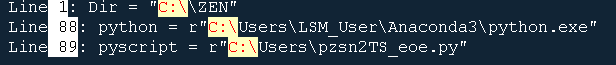 Line 1: Dir = "C:\\ZEN"
Line 88: python = r"C:\Users\LSM_User\Anaconda3\python.exe"
Line 89: pyscript = r"C:\Users\pzsn2TS_eoe.py"